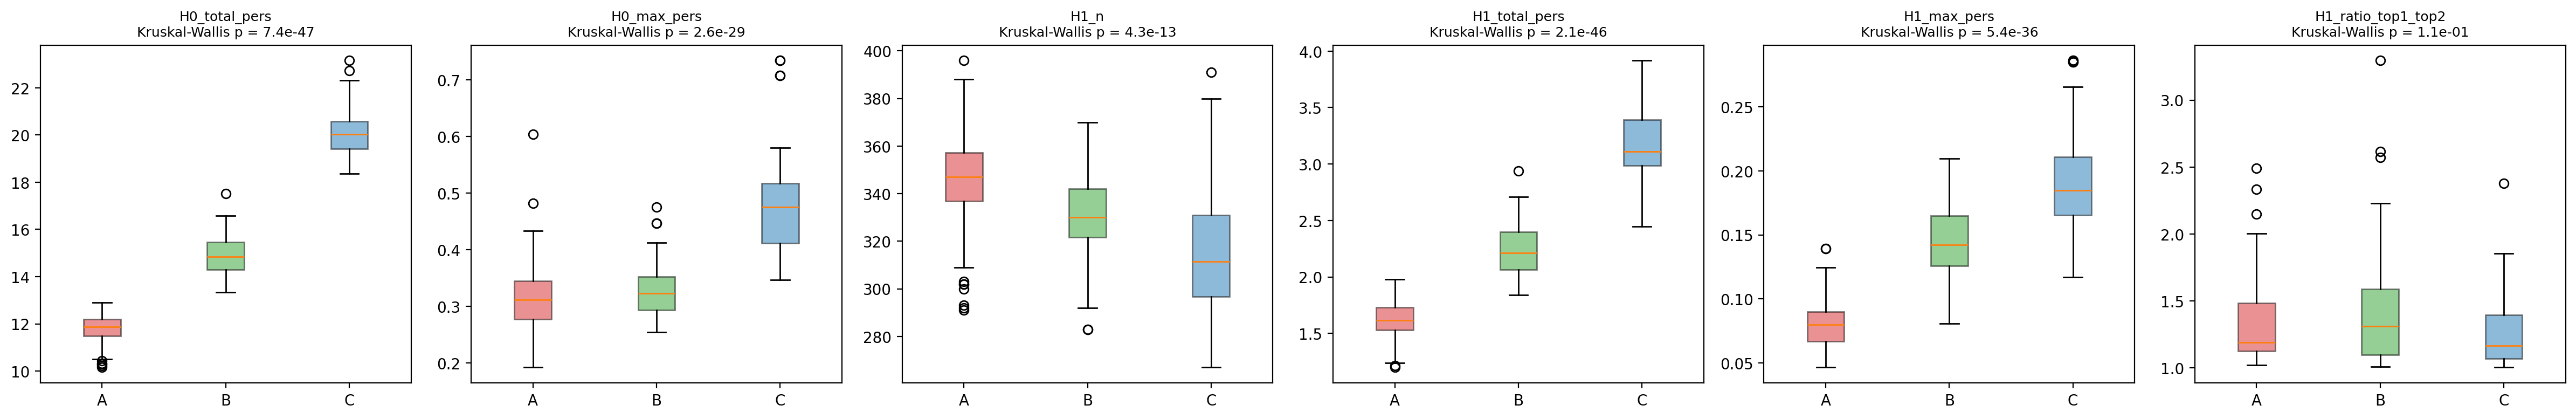 H0_total_pers
Kruskal-Wallis p = 7.4e-47
22
20
18
16
14
12
10
A B C
H0_max_pers
Kruskal-Wallis p = 2.6e-29
0.7
0.6
0.5
0.4
0.3
0.2
A B C
H1_n
Kruskal-Wallis p = 4.3e-13
400
380
360
340
320
300
280
A B C
H1_total_pers
Kruskal-Wallis p = 2.1e-46
4.0
3.5
3.0
2.5
2.0
1.5
A B C
H1_max_pers
Kruskal-Wallis p = 5.4e-36
0.25
0.20
0.15
0.10
0.05
A B C
H1_ratio_top1_top2
Kruskal-Wallis p = 1.1e-01
3.0
2.5
2.0
1.5
1.0
A B C